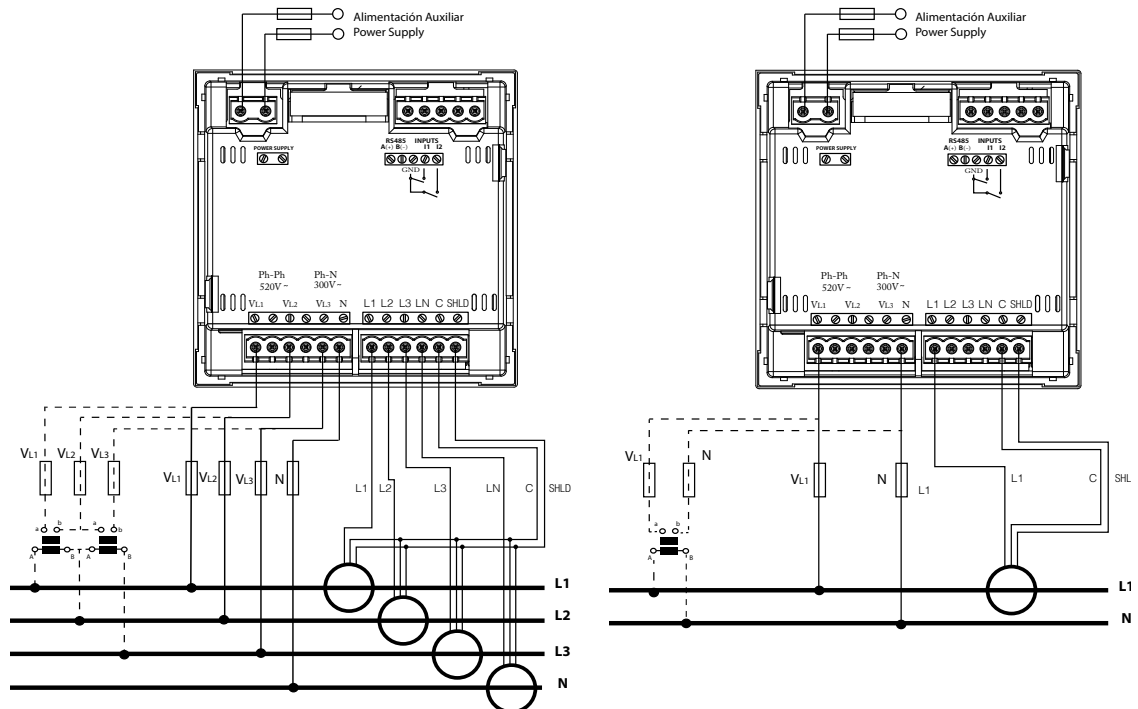 Alimentación Auxiliar
Power Supply
RS485 INPUTS
A(+) B(-) I1 I2
POWER SUPPLY
GND
Ph-Ph Ph-N
520V~ 300V~
VL1 VL2 VL3 N L1 L2 L3 LN C SHLD
VL1 VL2 VL3
VL1 VL2 VL3 N L1 L2 L3 LN C SHLD
a b a b
A B A B
L1
L2
L3
N
Alimentación Auxiliar
Power Supply
RS485 INPUTS
A(+) B(-) I1 I2
POWER SUPPLY
GND
Ph-Ph Ph-N
520V~ 300V~
VL1 VL2 VL3 N L1 L2 L3 LN C SHLD
VL1 N
VL1 N L1 L1 C SHL
a b
A B
L1
N